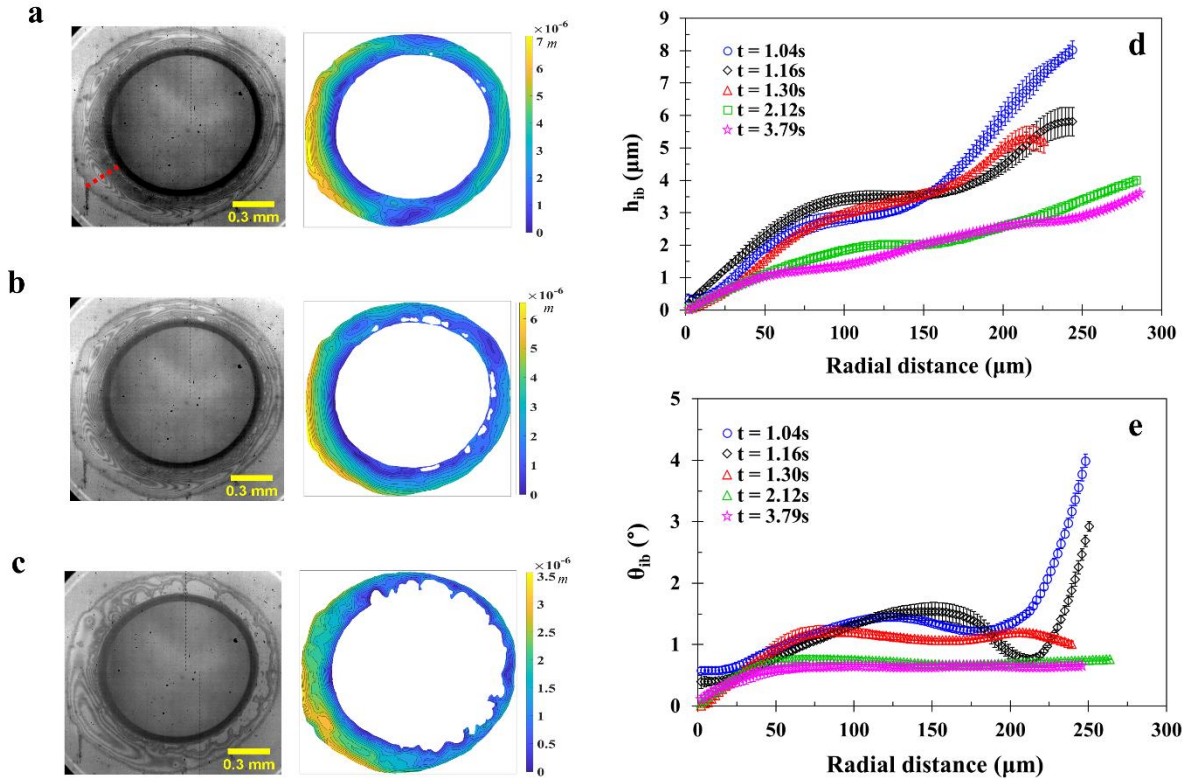 a
0.3 mm
×10⁻⁶
m
7
6
5
4
3
2
1
0
b
0.3 mm
×10⁻⁶
m
6
5
4
3
2
1
0
c
0.3 mm
×10⁻⁶
m
3.5
3
2.5
2
1.5
1
0.5
0
d
t = 1.04s
t = 1.16s
t = 1.30s
t = 2.12s
t = 3.79s
h_ib (µm)
9
8
7
6
5
4
3
2
1
0
0 50 100 150 200 250 300
Radial distance (µm)
e
t = 1.04s
t = 1.16s
t = 1.30s
t = 2.12s
t = 3.79s
θ_ib (°)
5
4
3
2
1
0
0 50 100 150 200 250 300
Radial distance (µm)